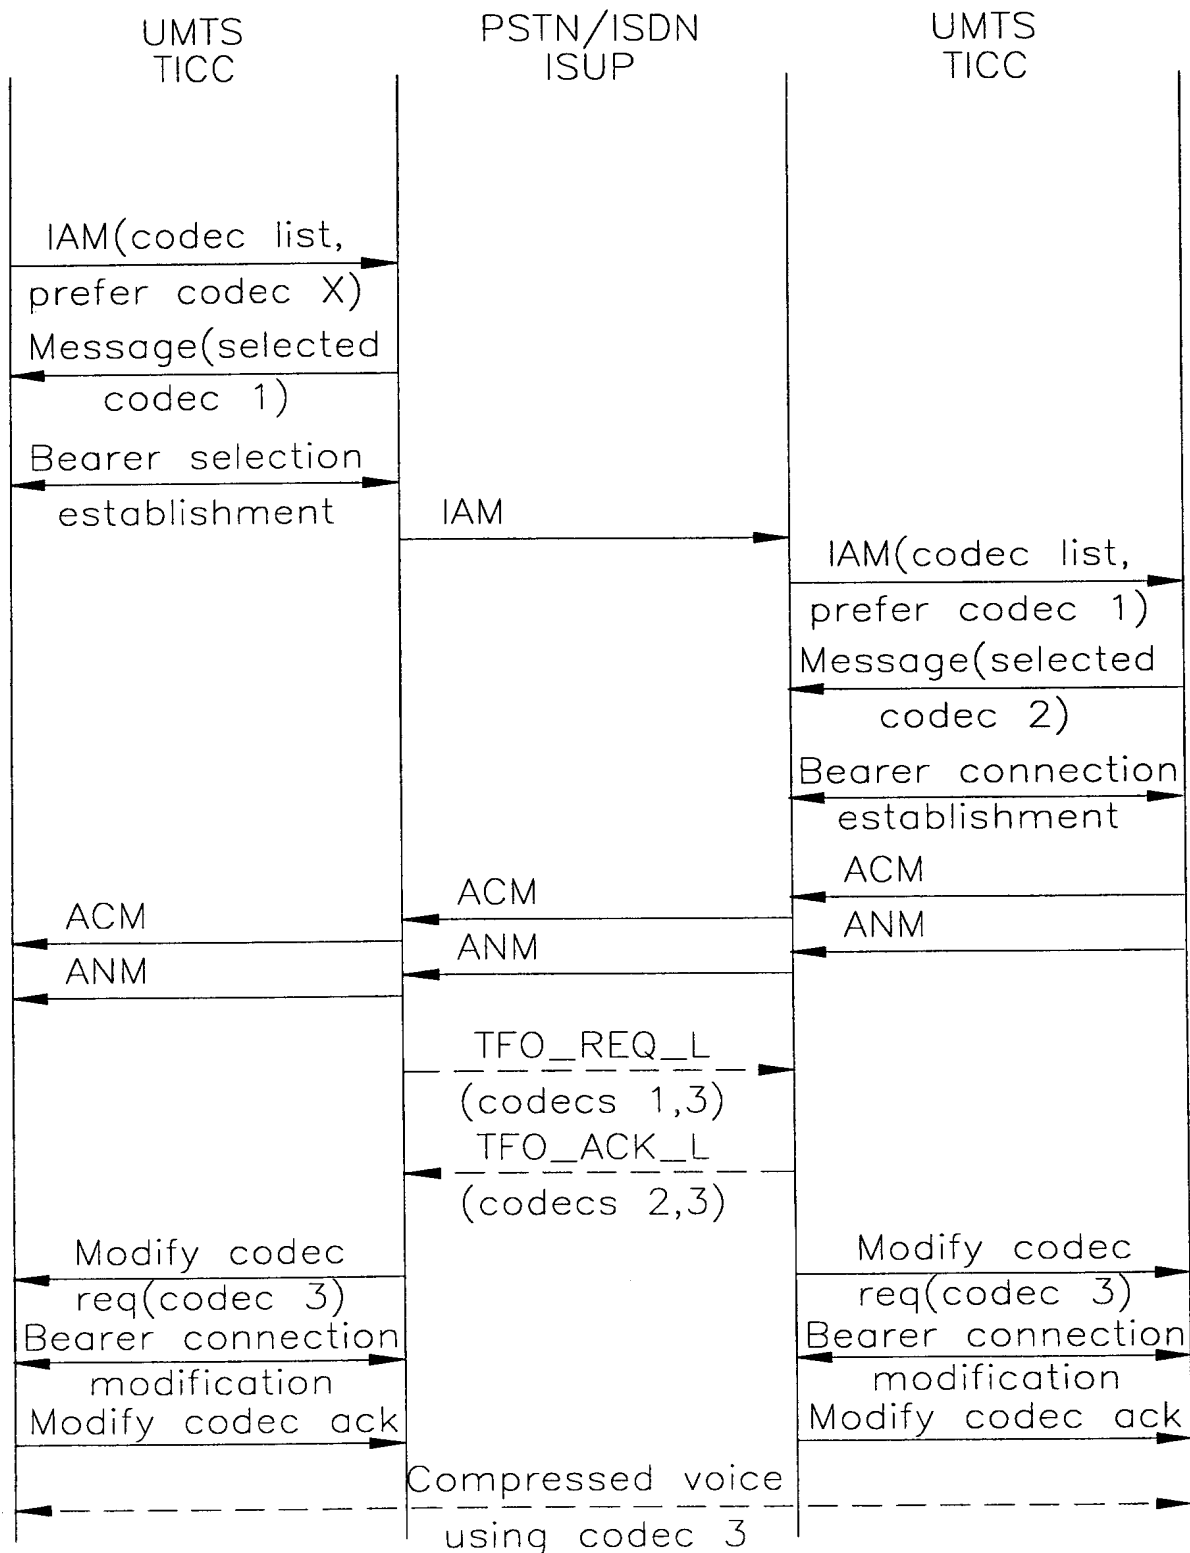 UMTS
TICC
PSTN/ISDN
ISUP
UMTS
TICC
IAM(codec list,
prefer codec X)
Message(selected
codec 1)
Bearer selection
establishment
IAM
IAM(codec list,
prefer codec 1)
Message(selected
codec 2)
Bearer connection
establishment
ACM
ACM
ACM
ANM
ANM
ANM
TFO_REQ_L
(codecs 1,3)
TFO_ACK_L
(codecs 2,3)
Modify codec
req(codec 3)
Modify codec
req(codec 3)
Bearer connection
modification
Bearer connection
modification
Modify codec ack
Modify codec ack
Compressed voice
using codec 3